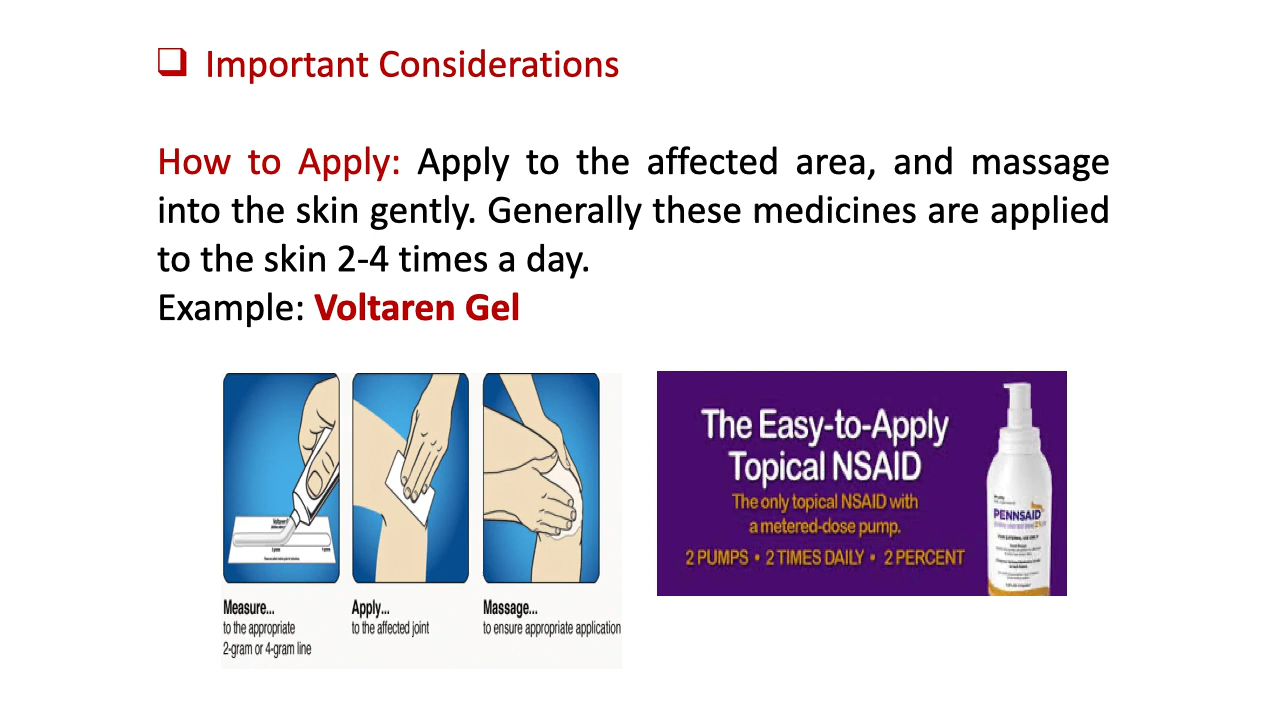 Important Considerations
How to Apply: Apply to the affected area, and massage
into the skin gently. Generally these medicines are applied
to the skin 2-4 times a day.
Example: Voltaren Gel
Measure...
to the appropriate
2-gram or 4-gram line
Apply...
to the affected joint
Massage...
to ensure appropriate application
The Easy-to-Apply
Topical NSAID
The only topical NSAID with
a metered-dose pump.
2 PUMPS • 2 TIMES DAILY • 2 PERCENT
PENNSAID